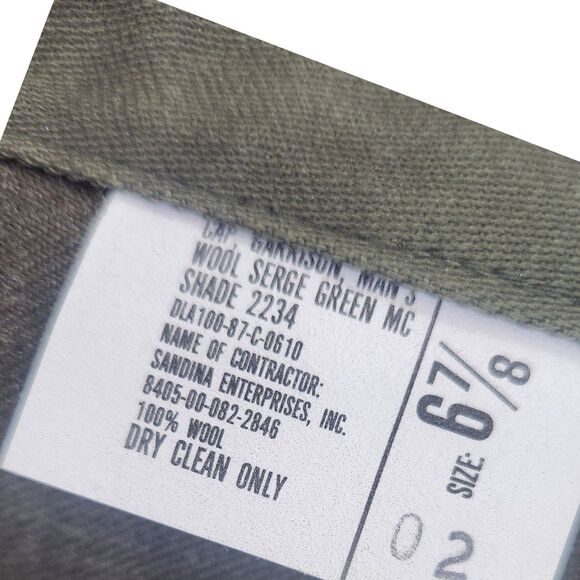 CAP, GARRISON, MAN'S
WOOL SERGE GREEN MC
SHADE 2234
DLA100-87-C-0610
NAME OF CONTRACTOR:
SANDINA ENTERPRISES, INC.
8405-00-082-2846
100% WOOL
DRY CLEAN ONLY
SIZE: 6 7/8
02